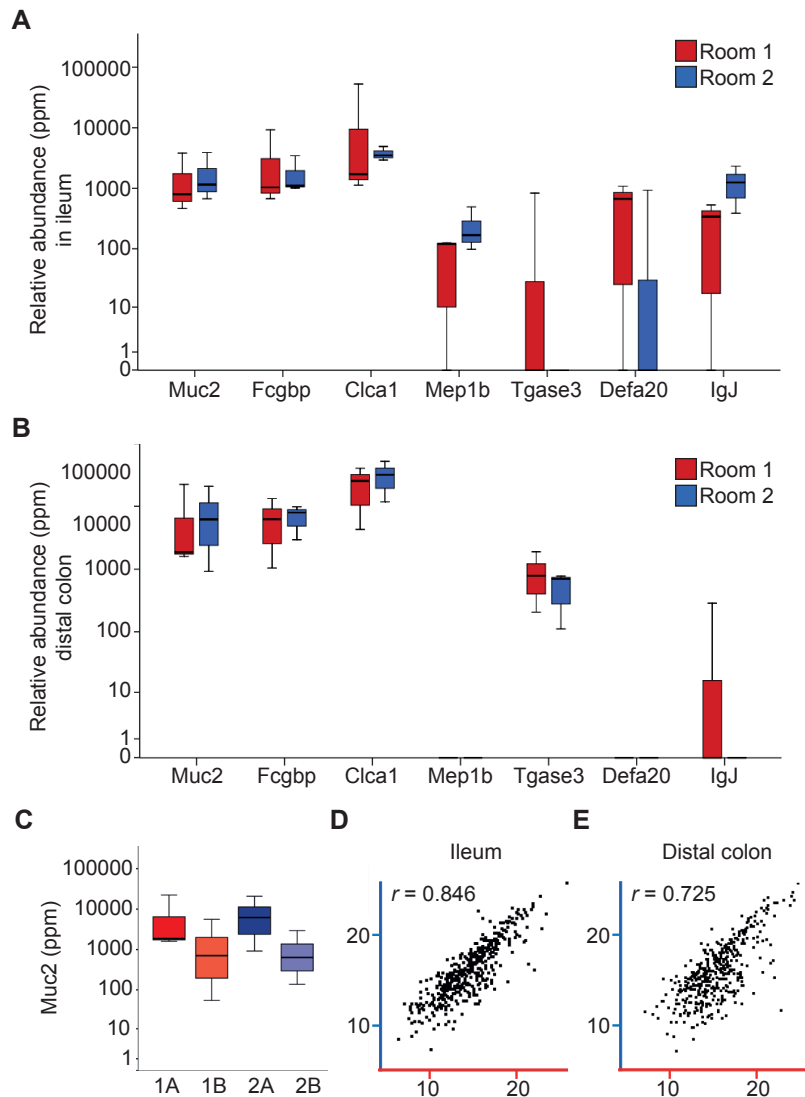 A
Relative abundance (ppm)
in ileum
100000
10000
1000
100
10
1
0
Room 1
Room 2
Muc2 Fcgbp Clca1 Mep1b Tgase3 Defa20 IgJ
B
Relative abundance (ppm)
distal colon
100000
10000
1000
100
10
1
0
Room 1
Room 2
Muc2 Fcgbp Clca1 Mep1b Tgase3 Defa20 IgJ
C
Muc2 (ppm)
100000
10000
1000
100
10
1
1A 1B 2A 2B
D
Ileum
r = 0.846
20
10
10 20
E
Distal colon
r = 0.725
20
10
10 20